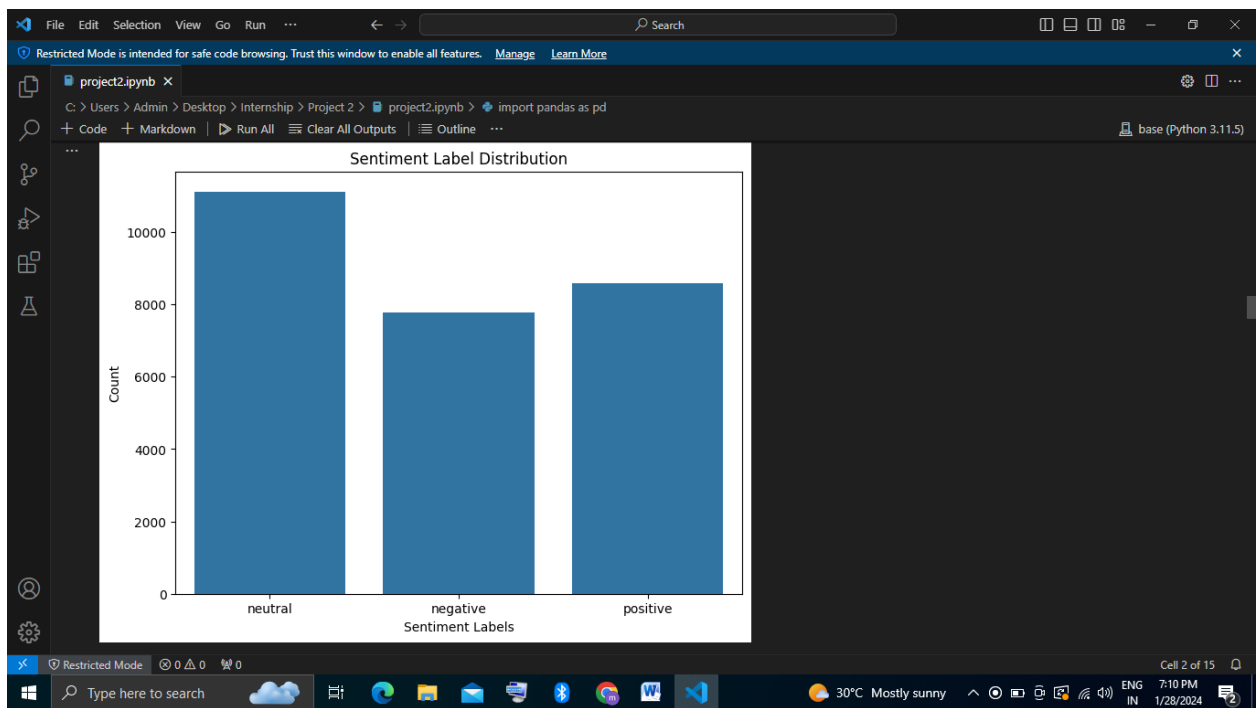 File Edit Selection View Go Run ··· Search
Restricted Mode is intended for safe code browsing. Trust this window to enable all features. Manage Learn More
project2.ipynb
C: > Users > Admin > Desktop > Internship > Project 2 > project2.ipynb > import pandas as pd
+ Code + Markdown Run All Clear All Outputs Outline ··· base (Python 3.11.5)
...
Sentiment Label Distribution
10000
8000
6000
4000
2000
0
Count
neutral negative positive
Sentiment Labels
Restricted Mode 0 0 0 Cell 2 of 15
Type here to search 30°C Mostly sunny ENG 7:10 PM
IN 1/28/2024 2